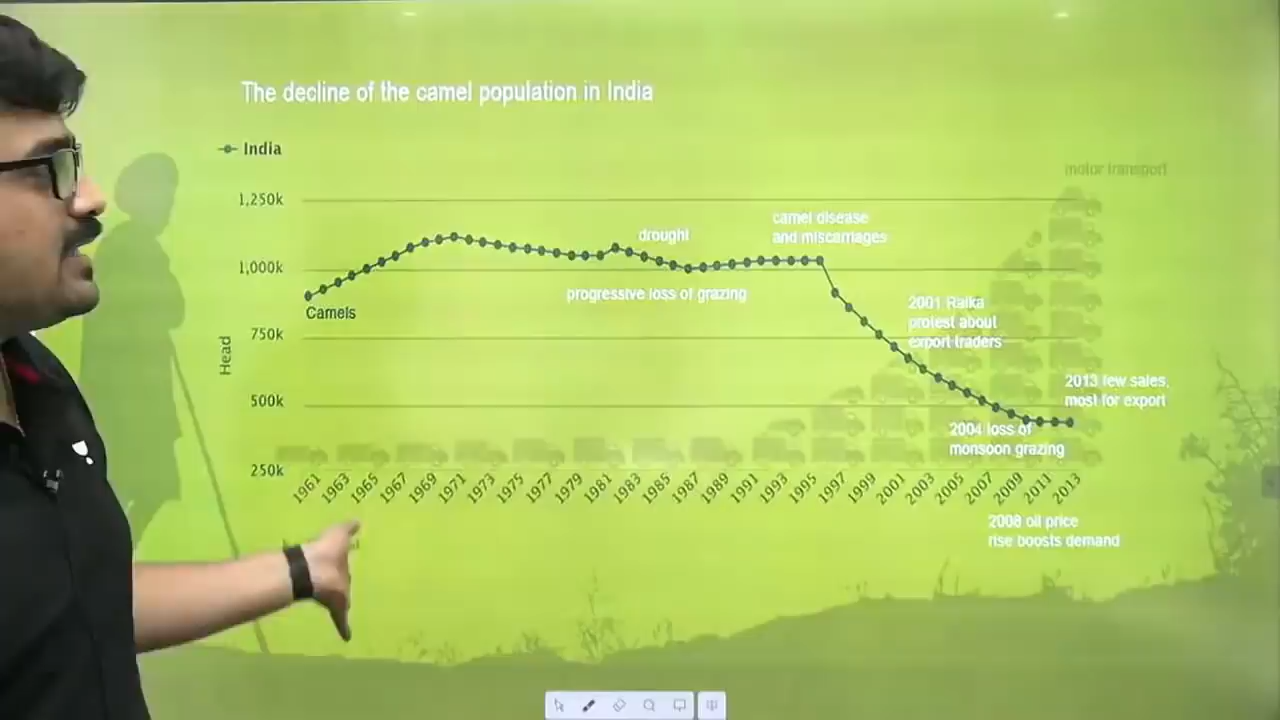 The decline of the camel population in India
India
motor transport
1,250k
camel disease
and miscarriages
drought
1,000k
progressive loss of grazing
Camels
2001 Raika
protest about
export traders
750k
Head
2013 few sales,
most for export
500k
2004 loss of
monsoon grazing
250k
1961 1963 1965 1967 1969 1971 1973 1975 1977 1979 1981 1983 1985 1987 1989 1991 1993 1995 1997 1999 2001 2003 2005 2007 2009 2011 2013
2008 oil price
rise boosts demand